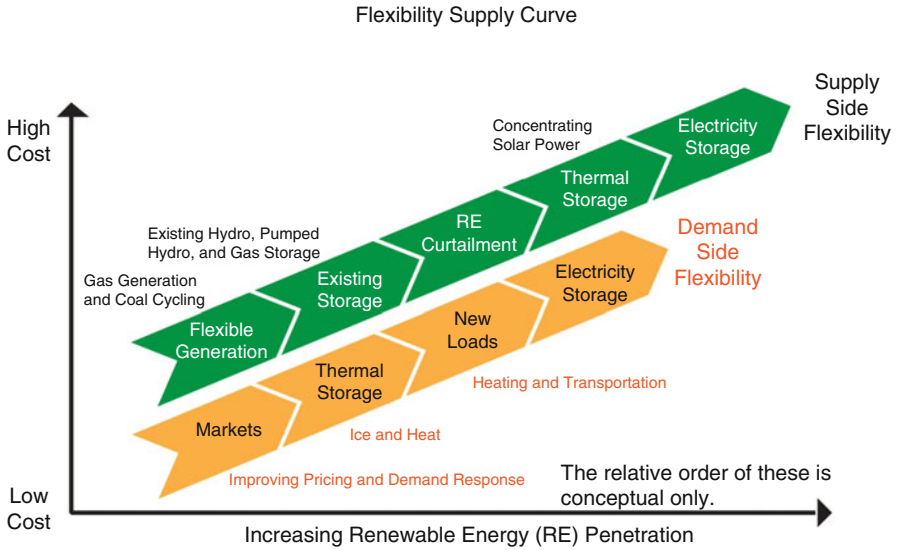 Flexibility Supply Curve
High
Cost
Supply
Side
Flexibility
Concentrating
Solar Power
Electricity
Storage
Thermal
Storage
Existing Hydro, Pumped
Hydro, and Gas Storage
RE
Curtailment
Demand
Side
Flexibility
Gas Generation
and Coal Cycling
Existing
Storage
Electricity
Storage
Flexible
Generation
New
Loads
Thermal
Storage
Heating and Transportation
Markets
Ice and Heat
Improving Pricing and Demand Response
The relative order of these is
conceptual only.
Low
Cost
Increasing Renewable Energy (RE) Penetration